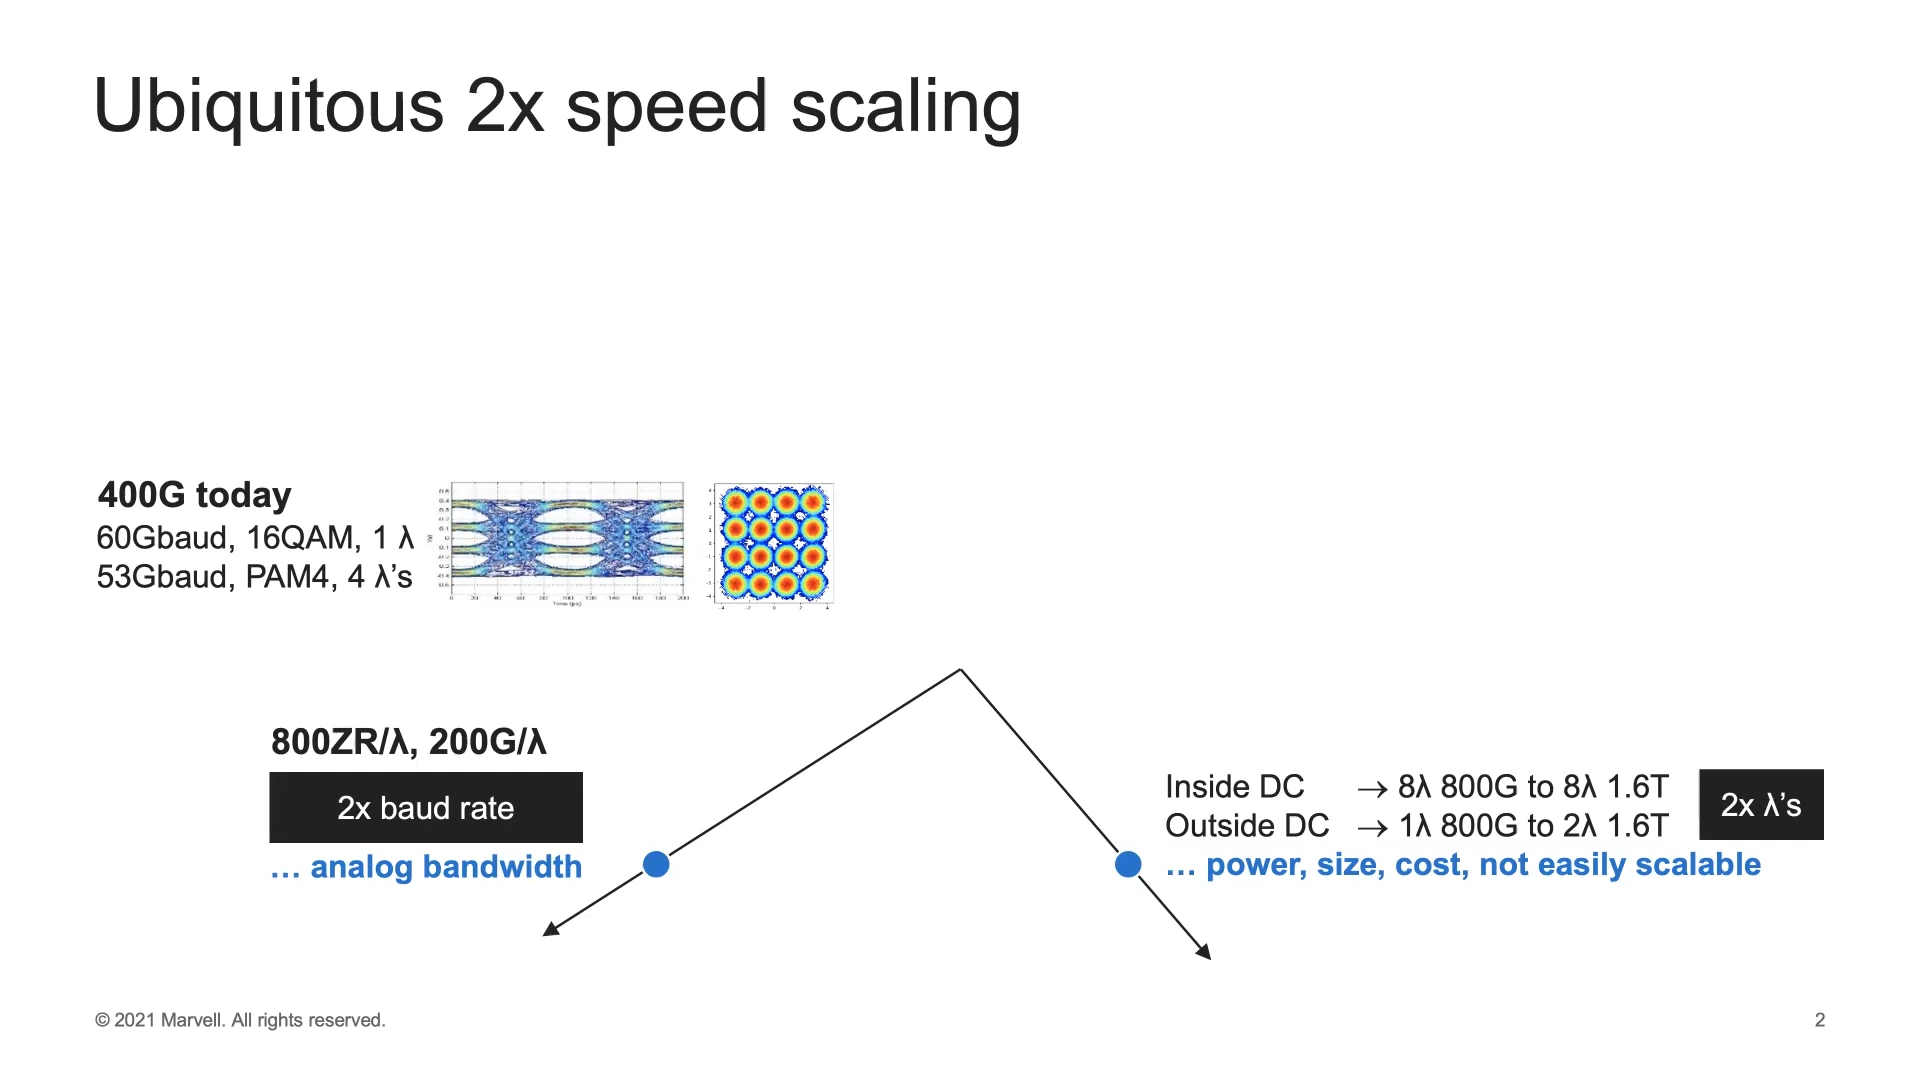 Ubiquitous 2x speed scaling
400G today
60Gbaud, 16QAM, 1 λ
53Gbaud, PAM4, 4 λ’s
800ZR/λ, 200G/λ
2x baud rate
… analog bandwidth
Inside DC → 8λ 800G to 8λ 1.6T
Outside DC → 1λ 800G to 2λ 1.6T
2x λ’s
… power, size, cost, not easily scalable
© 2021 Marvell. All rights reserved.
2